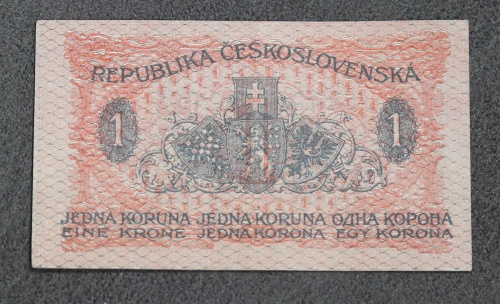 REPUBLIKA ČESKOSLOVENSKÁ
1 1
JEDNA KORUNA JEDNA KORUNA ОДНА КОРОНА
EINE KRONE JEDNA KORONA EGY KORONA